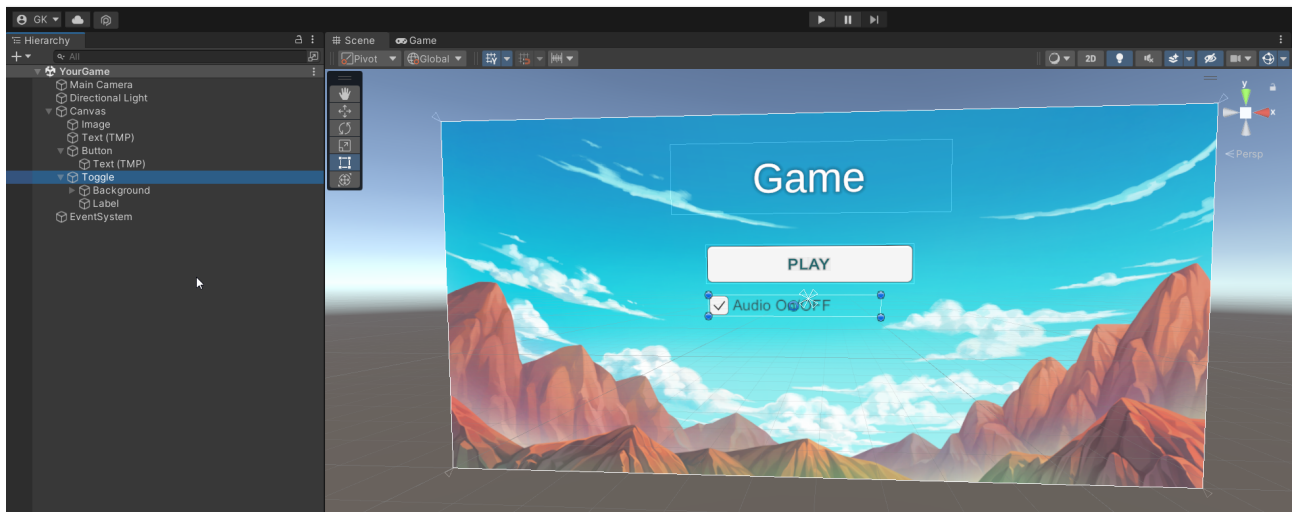 GK
Hierarchy
All
YourGame
Main Camera
Directional Light
Canvas
Image
Text (TMP)
Button
Text (TMP)
Toggle
Background
Label
EventSystem
Scene
Game
Pivot
Global
2D
y
x
Persp
Game
PLAY
Audio On/OFF